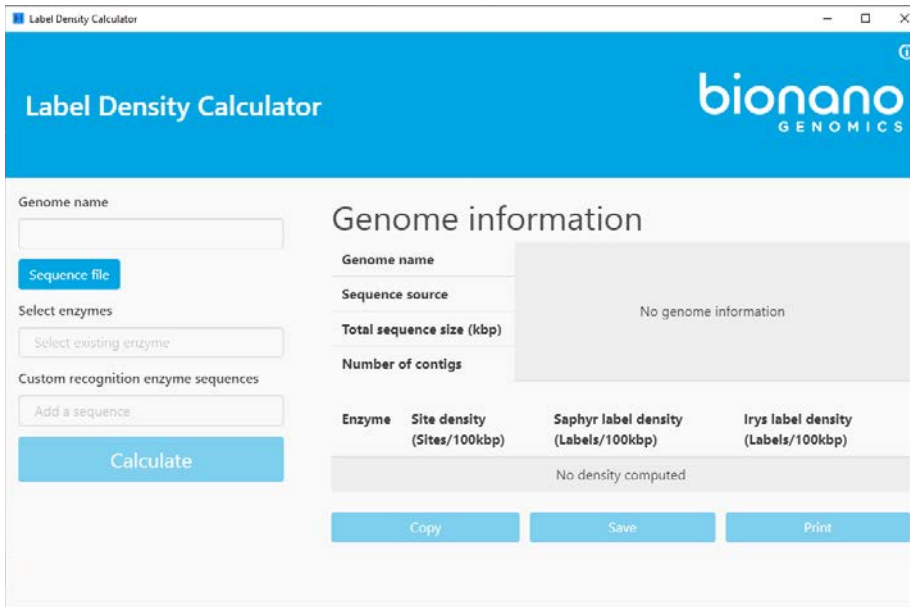 Label Density Calculator
Label Density Calculator
bionano
GENOMICS
Genome name
Sequence file
Select enzymes
Select existing enzyme
Custom recognition enzyme sequences
Add a sequence
Calculate
Genome information
Genome name
Sequence source
Total sequence size (kbp)
Number of contigs
No genome information
Enzyme Site density Saphyr label density Irys label density
(Sites/100kbp) (Labels/100kbp) (Labels/100kbp)
No density computed
Copy Save Print